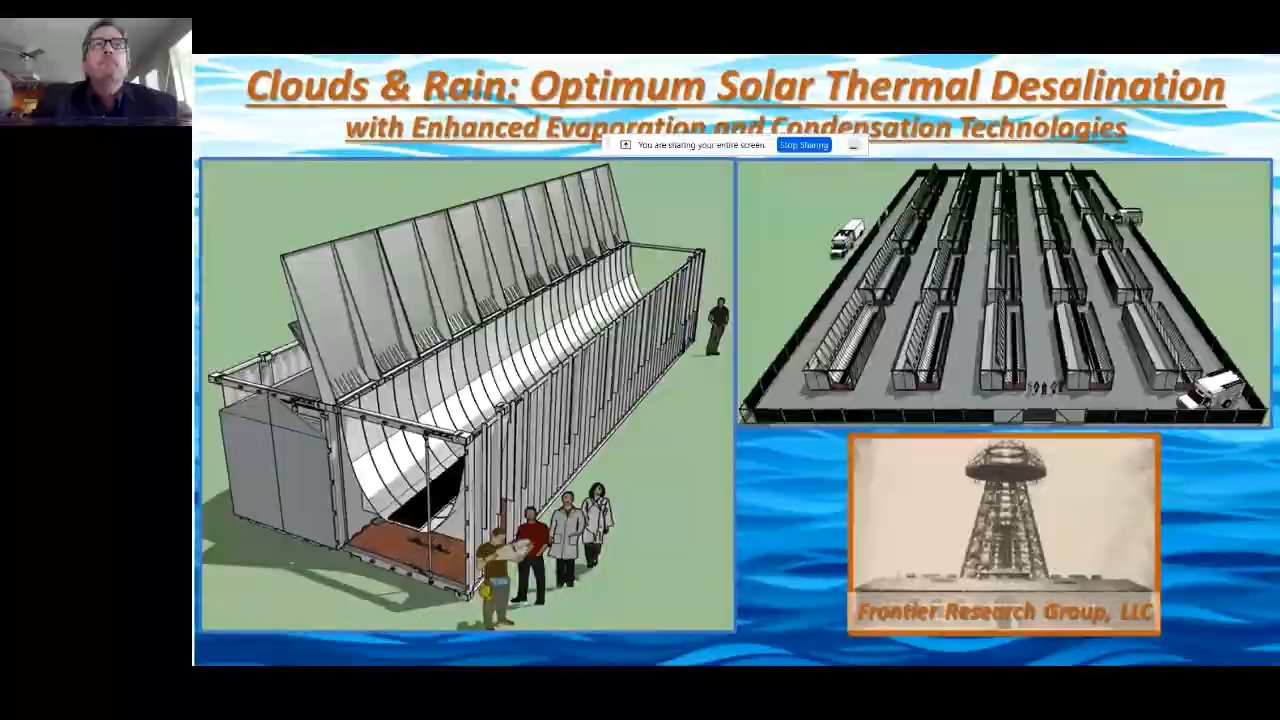 Clouds & Rain: Optimum Solar Thermal Desalination
with Enhanced Evaporation and Condensation Technologies
You are sharing your entire screen.
Stop Sharing
Frontier Research Group, LLC